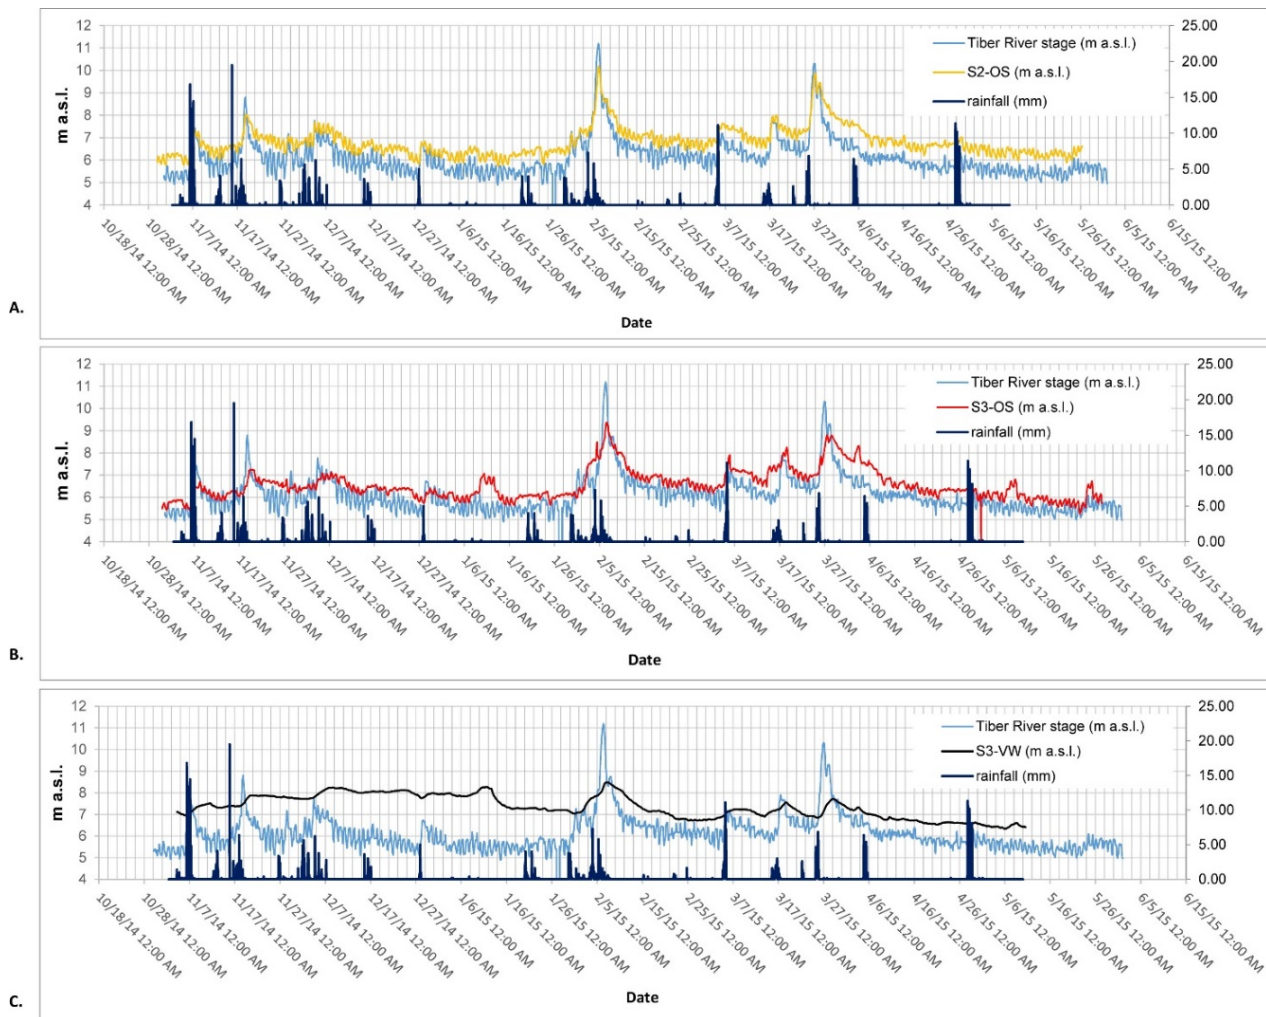 12
11
10
9
8
7
6
5
4
m a.s.l.
25.00
20.00
15.00
10.00
5.00
0.00
Tiber River stage (m a.s.l.)
S2-OS (m a.s.l.)
rainfall (mm)
10/18/14 12:00 AM
10/28/14 12:00 AM
11/7/14 12:00 AM
11/17/14 12:00 AM
11/27/14 12:00 AM
12/7/14 12:00 AM
12/17/14 12:00 AM
12/27/14 12:00 AM
1/6/15 12:00 AM
1/16/15 12:00 AM
1/26/15 12:00 AM
2/5/15 12:00 AM
2/15/15 12:00 AM
2/25/15 12:00 AM
3/7/15 12:00 AM
3/17/15 12:00 AM
3/27/15 12:00 AM
4/6/15 12:00 AM
4/16/15 12:00 AM
4/26/15 12:00 AM
5/6/15 12:00 AM
5/16/15 12:00 AM
5/26/15 12:00 AM
6/5/15 12:00 AM
6/15/15 12:00 AM
A.
Date
12
11
10
9
8
7
6
5
4
m a.s.l.
25.00
20.00
15.00
10.00
5.00
0.00
Tiber River stage (m a.s.l.)
S3-OS (m a.s.l.)
rainfall (mm)
10/18/14 12:00 AM
10/28/14 12:00 AM
11/7/14 12:00 AM
11/17/14 12:00 AM
11/27/14 12:00 AM
12/7/14 12:00 AM
12/17/14 12:00 AM
12/27/14 12:00 AM
1/6/15 12:00 AM
1/16/15 12:00 AM
1/26/15 12:00 AM
2/5/15 12:00 AM
2/15/15 12:00 AM
2/25/15 12:00 AM
3/7/15 12:00 AM
3/17/15 12:00 AM
3/27/15 12:00 AM
4/6/15 12:00 AM
4/16/15 12:00 AM
4/26/15 12:00 AM
5/6/15 12:00 AM
5/16/15 12:00 AM
5/26/15 12:00 AM
6/5/15 12:00 AM
6/15/15 12:00 AM
B.
Date
12
11
10
9
8
7
6
5
4
m a.s.l.
25.00
20.00
15.00
10.00
5.00
0.00
Tiber River stage (m a.s.l.)
S3-VW (m a.s.l.)
rainfall (mm)
10/18/14 12:00 AM
10/28/14 12:00 AM
11/7/14 12:00 AM
11/17/14 12:00 AM
11/27/14 12:00 AM
12/7/14 12:00 AM
12/17/14 12:00 AM
12/27/14 12:00 AM
1/6/15 12:00 AM
1/16/15 12:00 AM
1/26/15 12:00 AM
2/5/15 12:00 AM
2/15/15 12:00 AM
2/25/15 12:00 AM
3/7/15 12:00 AM
3/17/15 12:00 AM
3/27/15 12:00 AM
4/6/15 12:00 AM
4/16/15 12:00 AM
4/26/15 12:00 AM
5/6/15 12:00 AM
5/16/15 12:00 AM
5/26/15 12:00 AM
6/5/15 12:00 AM
6/15/15 12:00 AM
C.
Date